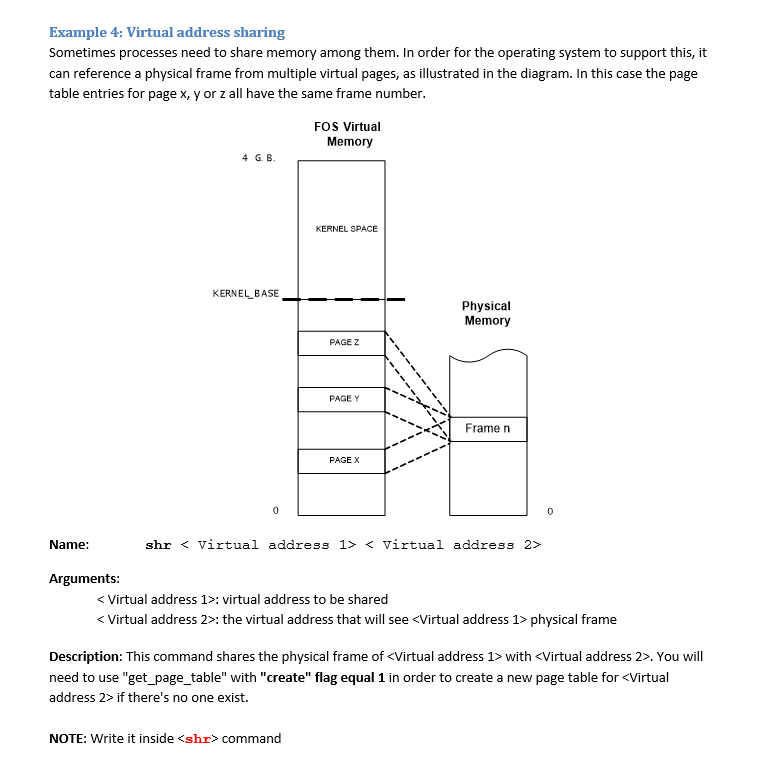 Example 4: Virtual address sharing
Sometimes processes need to share memory among them. In order for the operating system to support this, it
can reference a physical frame from multiple virtual pages, as illustrated in the diagram. In this case the page
table entries for page x, y or z all have the same frame number.
FOS Virtual
Memory
4 G.B.
KERNEL SPACE
KERNEL_BASE
Physical
Memory
PAGE Z
PAGE Y
Frame n
PAGE X
0
0
Name: shr < Virtual address 1> < Virtual address 2>
Arguments:
< Virtual address 1>: virtual address to be shared
< Virtual address 2>: the virtual address that will see <Virtual address 1> physical frame
Description: This command shares the physical frame of <Virtual address 1> with <Virtual address 2>. You will
need to use "get_page_table" with "create" flag equal 1 in order to create a new page table for <Virtual
address 2> if there's no one exist.
NOTE: Write it inside <shr> command